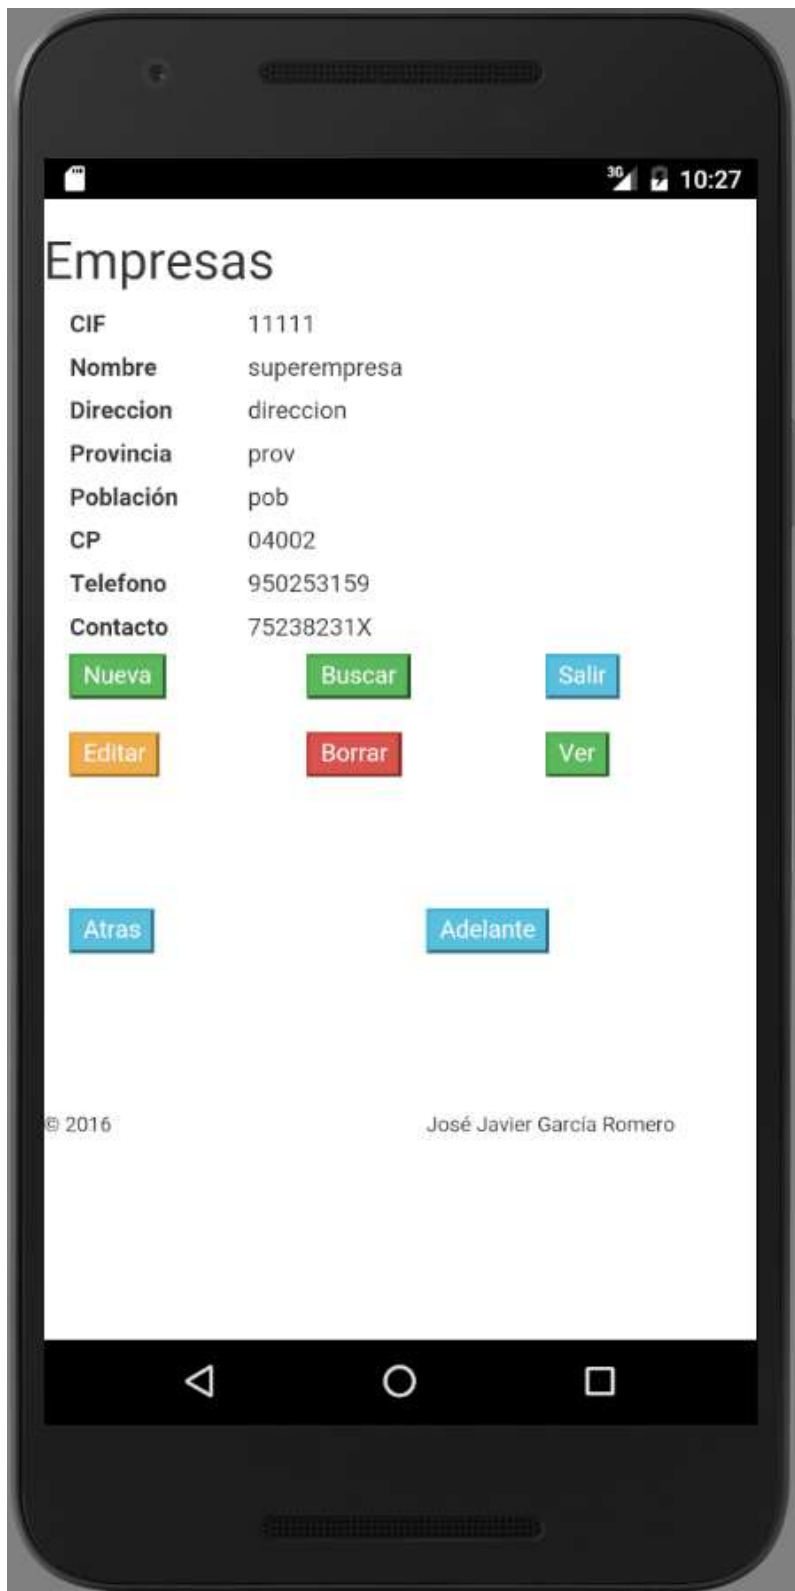 3G 10:27
Empresas
CIF 11111
Nombre superempresa
Direccion direccion
Provincia prov
Población pob
CP 04002
Telefono 950253159
Contacto 75238231X
Nueva Buscar Salir
Editar Borrar Ver
Atras Adelante
© 2016 José Javier García Romero